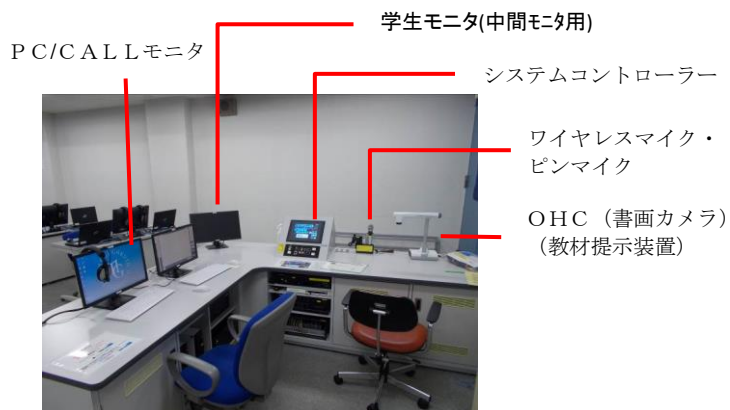 学生モニタ(中間ﾓﾆﾀ用)
ＰＣ/ＣＡＬＬモニタ
システムコントローラー
ワイヤレスマイク・
ピンマイク
ＯＨＣ（書画カメラ）
（教材提示装置）